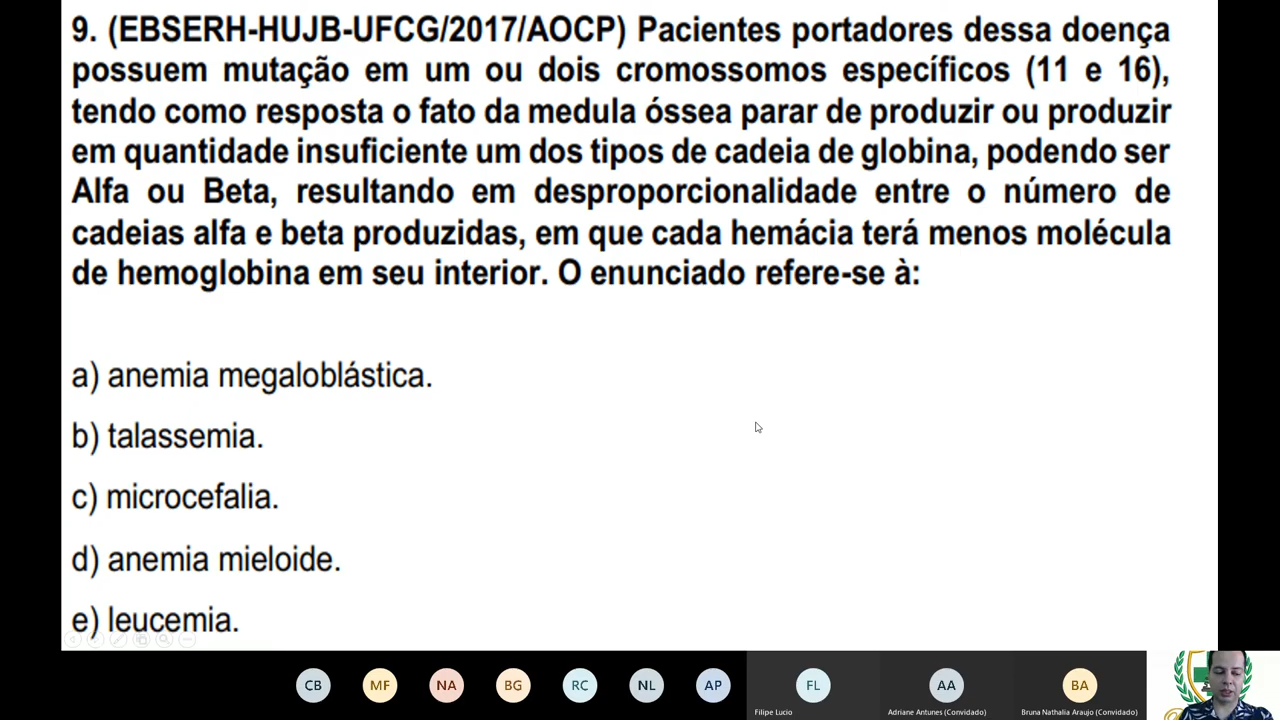 9. (EBSERH-HUJB-UFCG/2017/AOCP) Pacientes portadores dessa doença
possuem mutação em um ou dois cromossomos específicos (11 e 16),
tendo como resposta o fato da medula óssea parar de produzir ou produzir
em quantidade insuficiente um dos tipos de cadeia de globina, podendo ser
Alfa ou Beta, resultando em desproporcionalidade entre o número de
cadeias alfa e beta produzidas, em que cada hemácia terá menos molécula
de hemoglobina em seu interior. O enunciado refere-se à:
a) anemia megaloblástica.
b) talassemia.
c) microcefalia.
d) anemia mieloide.
e) leucemia.
CB MF NA BG RC NL AP FL AA BA
Filipe Lucio Adriane Antunes (Convidado) Bruna Nathalia Araujo (Convidado)